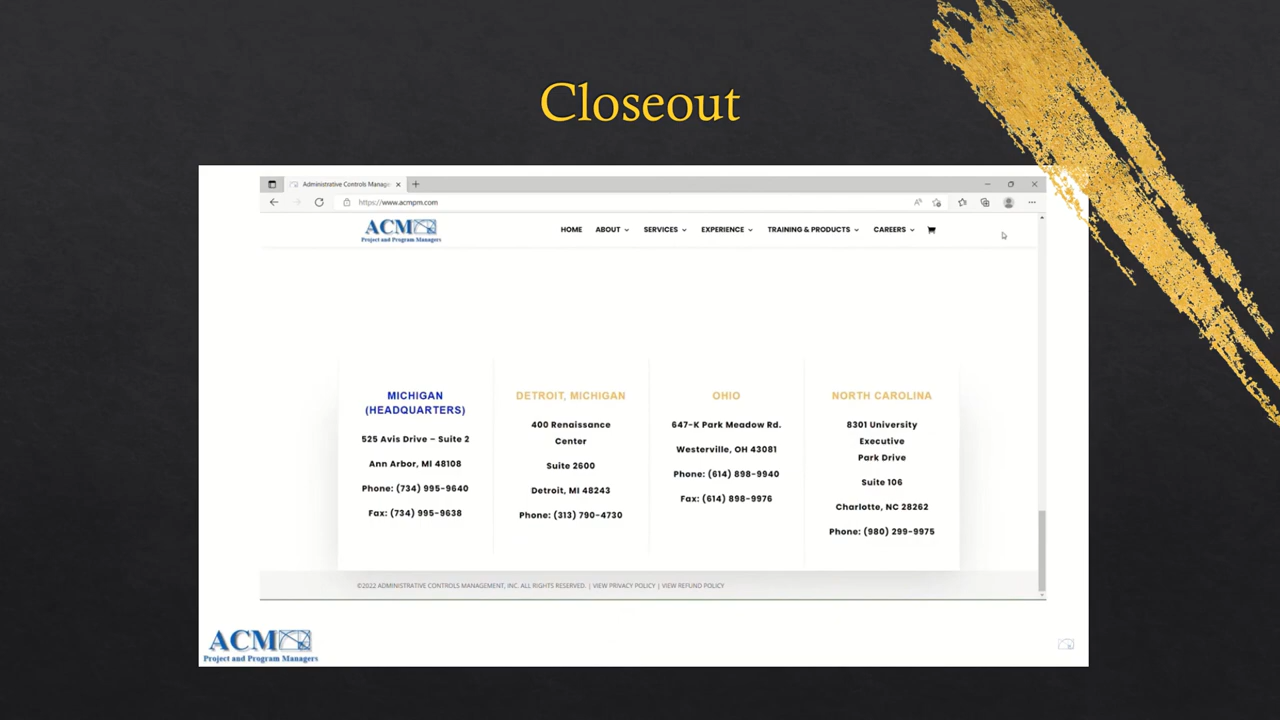 Closeout
Administrative Controls Manage
https://www.acmpm.com
ACM
Project and Program Managers
HOME ABOUT SERVICES EXPERIENCE TRAINING & PRODUCTS CAREERS
MICHIGAN
(HEADQUARTERS)
525 Avis Drive – Suite 2
Ann Arbor, MI 48108
Phone: (734) 995-9640
Fax: (734) 995-9638
DETROIT, MICHIGAN
400 Renaissance
Center
Suite 2600
Detroit, MI 48243
Phone: (313) 790-4730
OHIO
647-K Park Meadow Rd.
Westerville, OH 43081
Phone: (614) 898-9940
Fax: (614) 898-9976
NORTH CAROLINA
8301 University
Executive
Park Drive
Suite 106
Charlotte, NC 28262
Phone: (980) 299-9975
©2022 ADMINISTRATIVE CONTROLS MANAGEMENT, INC. ALL RIGHTS RESERVED. | VIEW PRIVACY POLICY | VIEW REFUND POLICY
ACM
Project and Program Managers